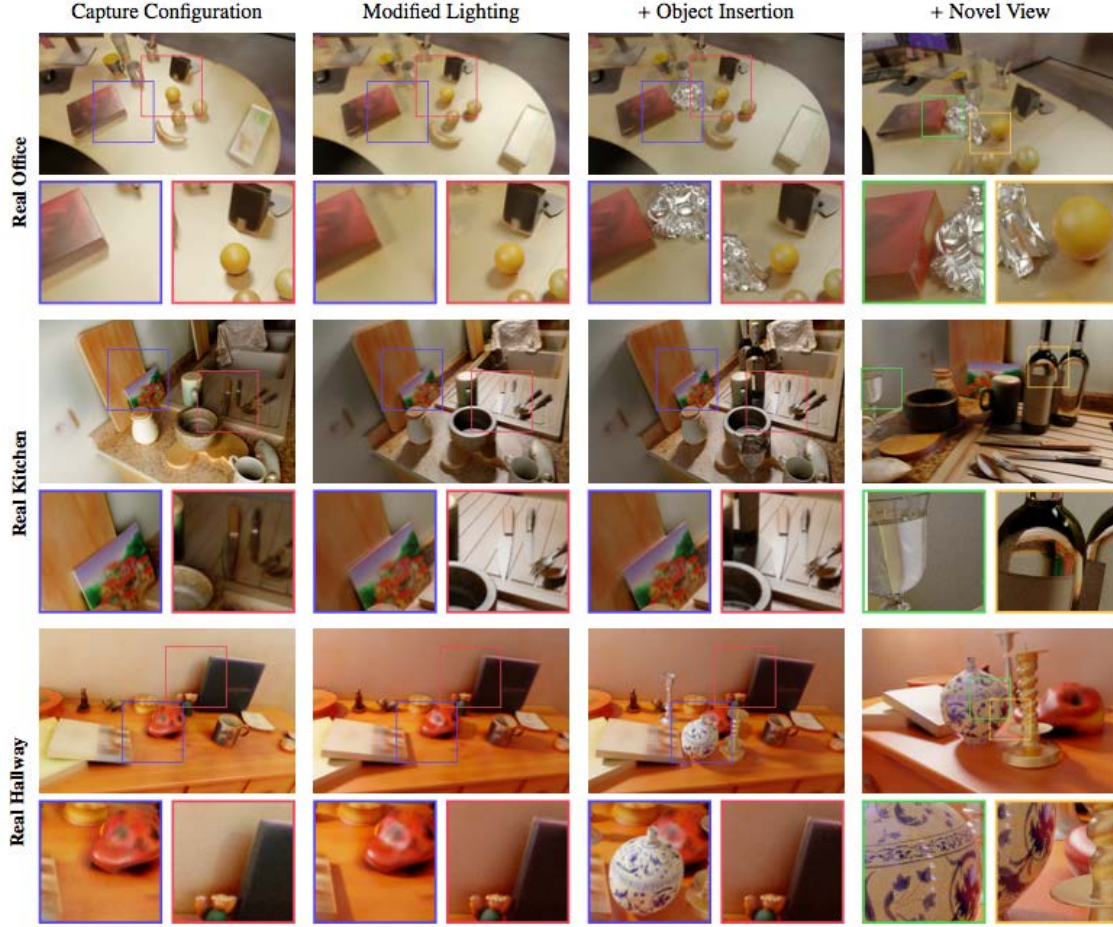 Capture Configuration
Modified Lighting
+ Object Insertion
+ Novel View
Real Office
Real Kitchen
Real Hallway